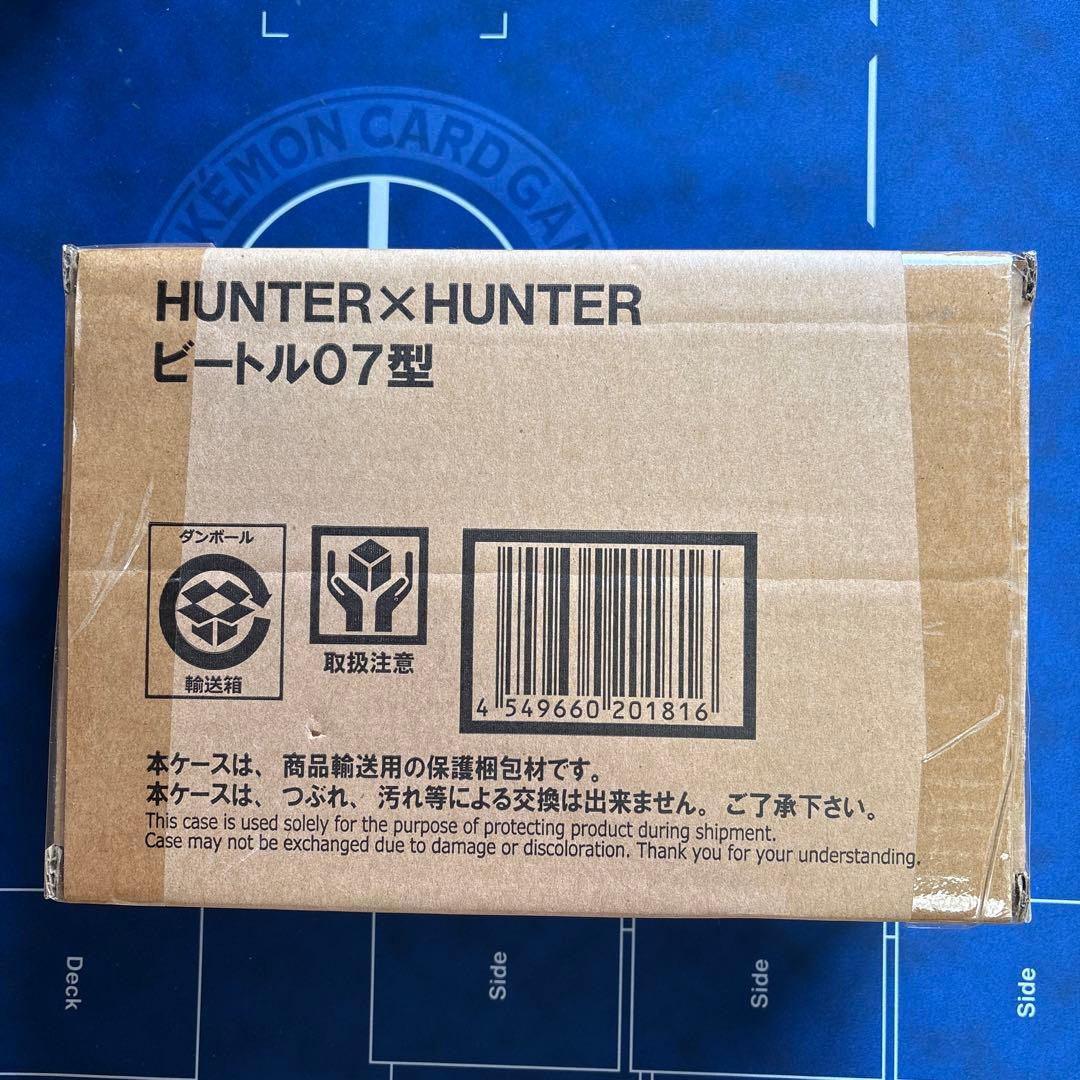 POKÉMON CARD GAM
HUNTER×HUNTER
ビートル07型
ダンボール
輸送箱
取扱注意
4 549660 201816
本ケースは、商品輸送用の保護梱包材です。
本ケースは、つぶれ、汚れ等による交換は出来ません。ご了承下さい。
This case is used solely for the purpose of protecting product during shipment.
Case may not be exchanged due to damage or discoloration. Thank you for your understanding.
Deck
Side
Side
Side